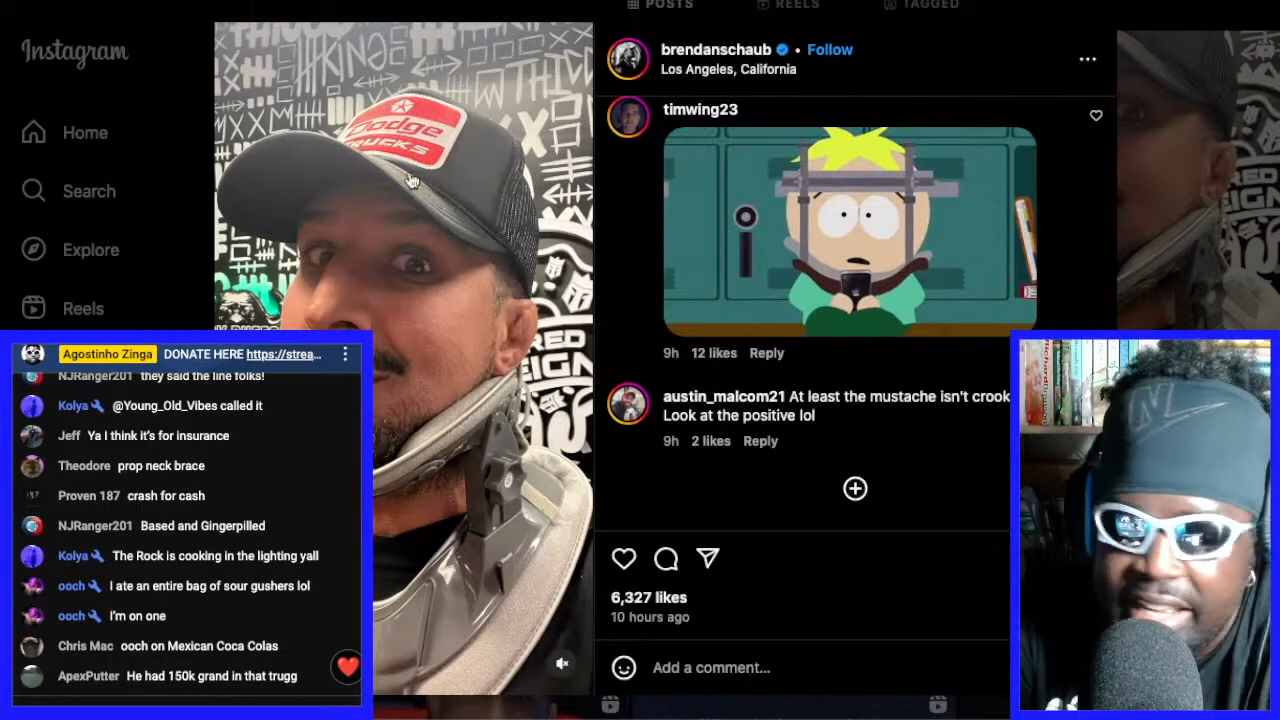 POSTS
REELS
TAGGED
Instagram
Home
Search
Explore
Reels
Dodge
TRUCKS
brendanschaub • Follow
Los Angeles, California
timwing23
9h 12 likes Reply
austin_malcom21 At least the mustache isn't crook
Look at the positive lol
9h 2 likes Reply
6,327 likes
10 hours ago
Add a comment...
Agostinho Zinga DONATE HERE https://strea...
NJRanger201 they said the line folks!
Kolya @Young_Old_Vibes called it
Jeff Ya I think it's for insurance
Theodore prop neck brace
Proven 187 crash for cash
NJRanger201 Based and Gingerpilled
Kolya The Rock is cooking in the lighting yall
ooch I ate an entire bag of sour gushers lol
ooch I'm on one
Chris Mac ooch on Mexican Coca Colas
ApexPutter He had 150k grand in that trugg